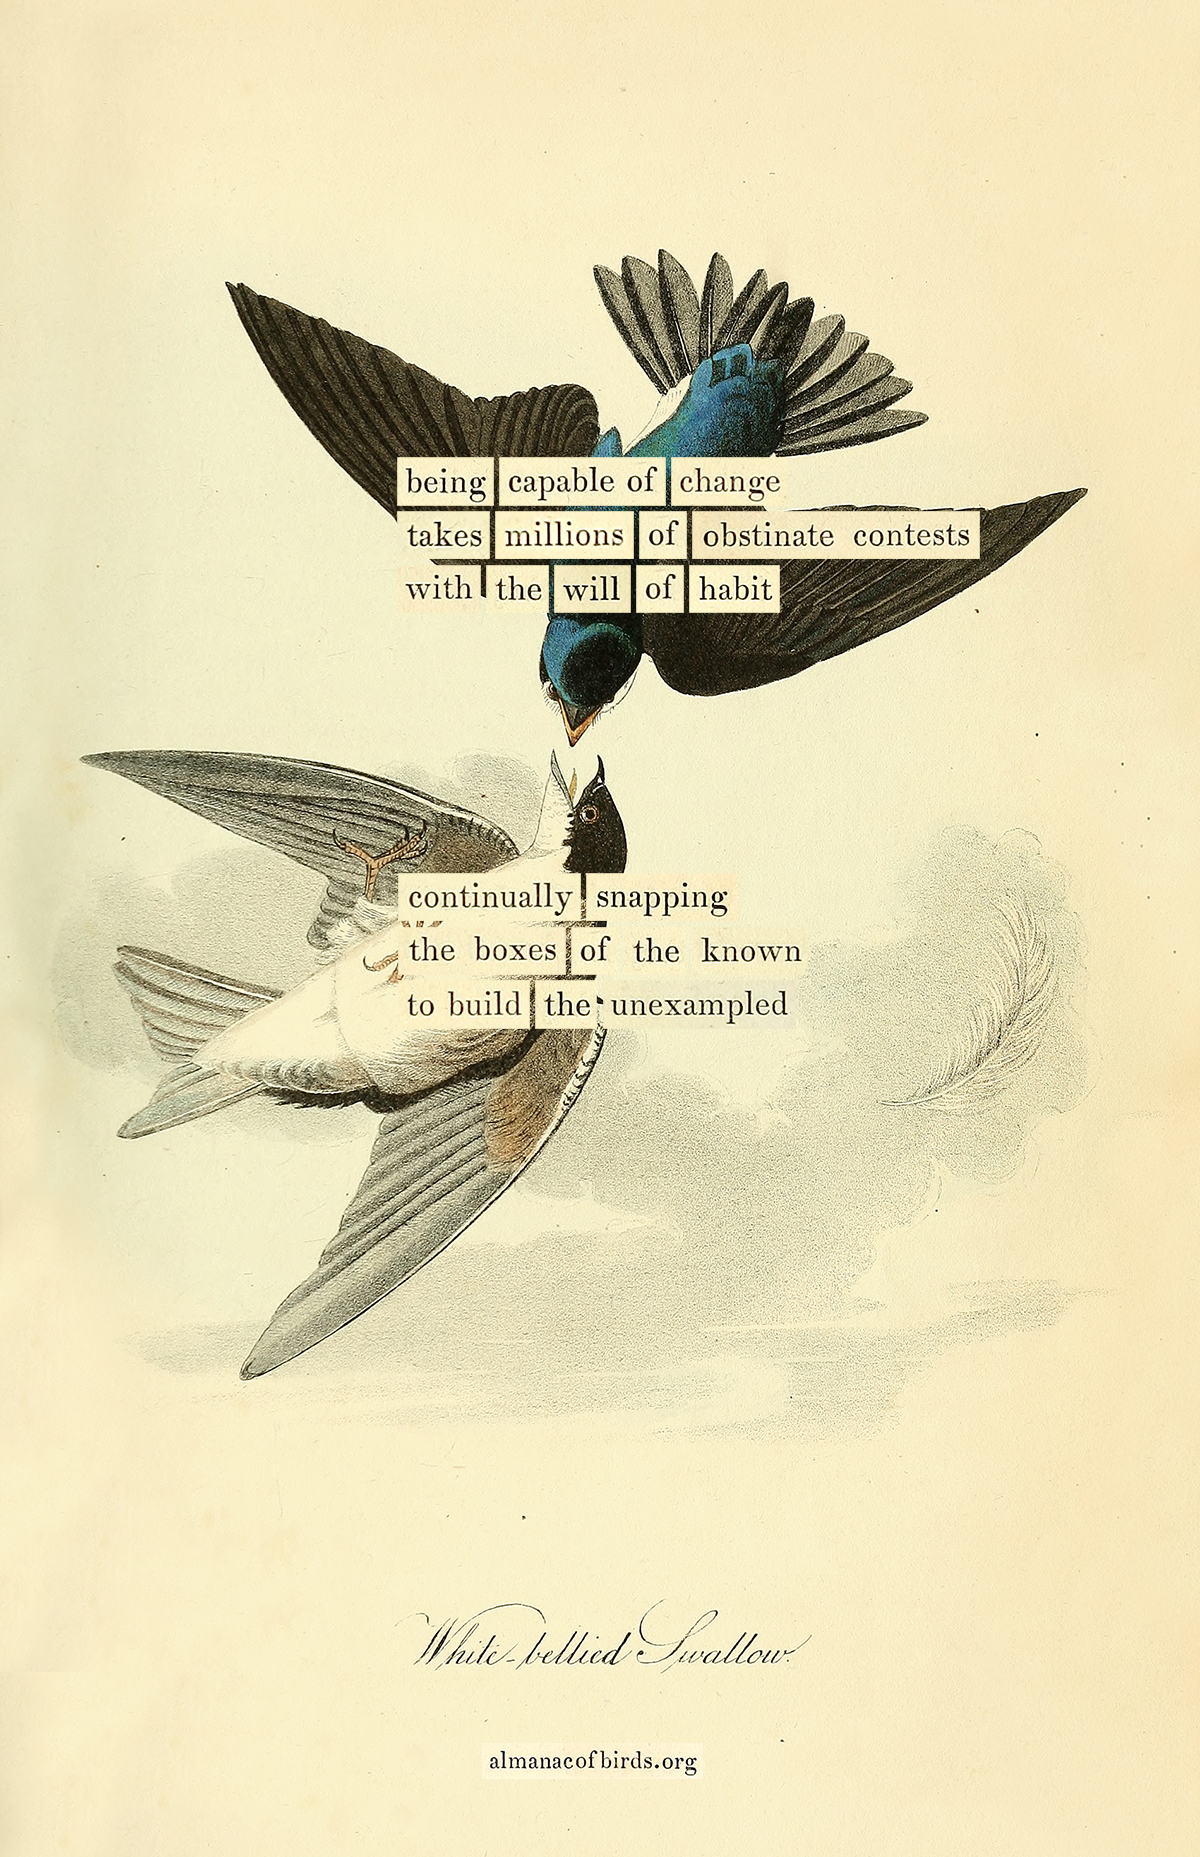 being capable of change
takes millions of obstinate contests
with the will of habit
continually snapping
the boxes of the known
to build the unexampled
White-bellied Swallow.
almanacofbirds.org